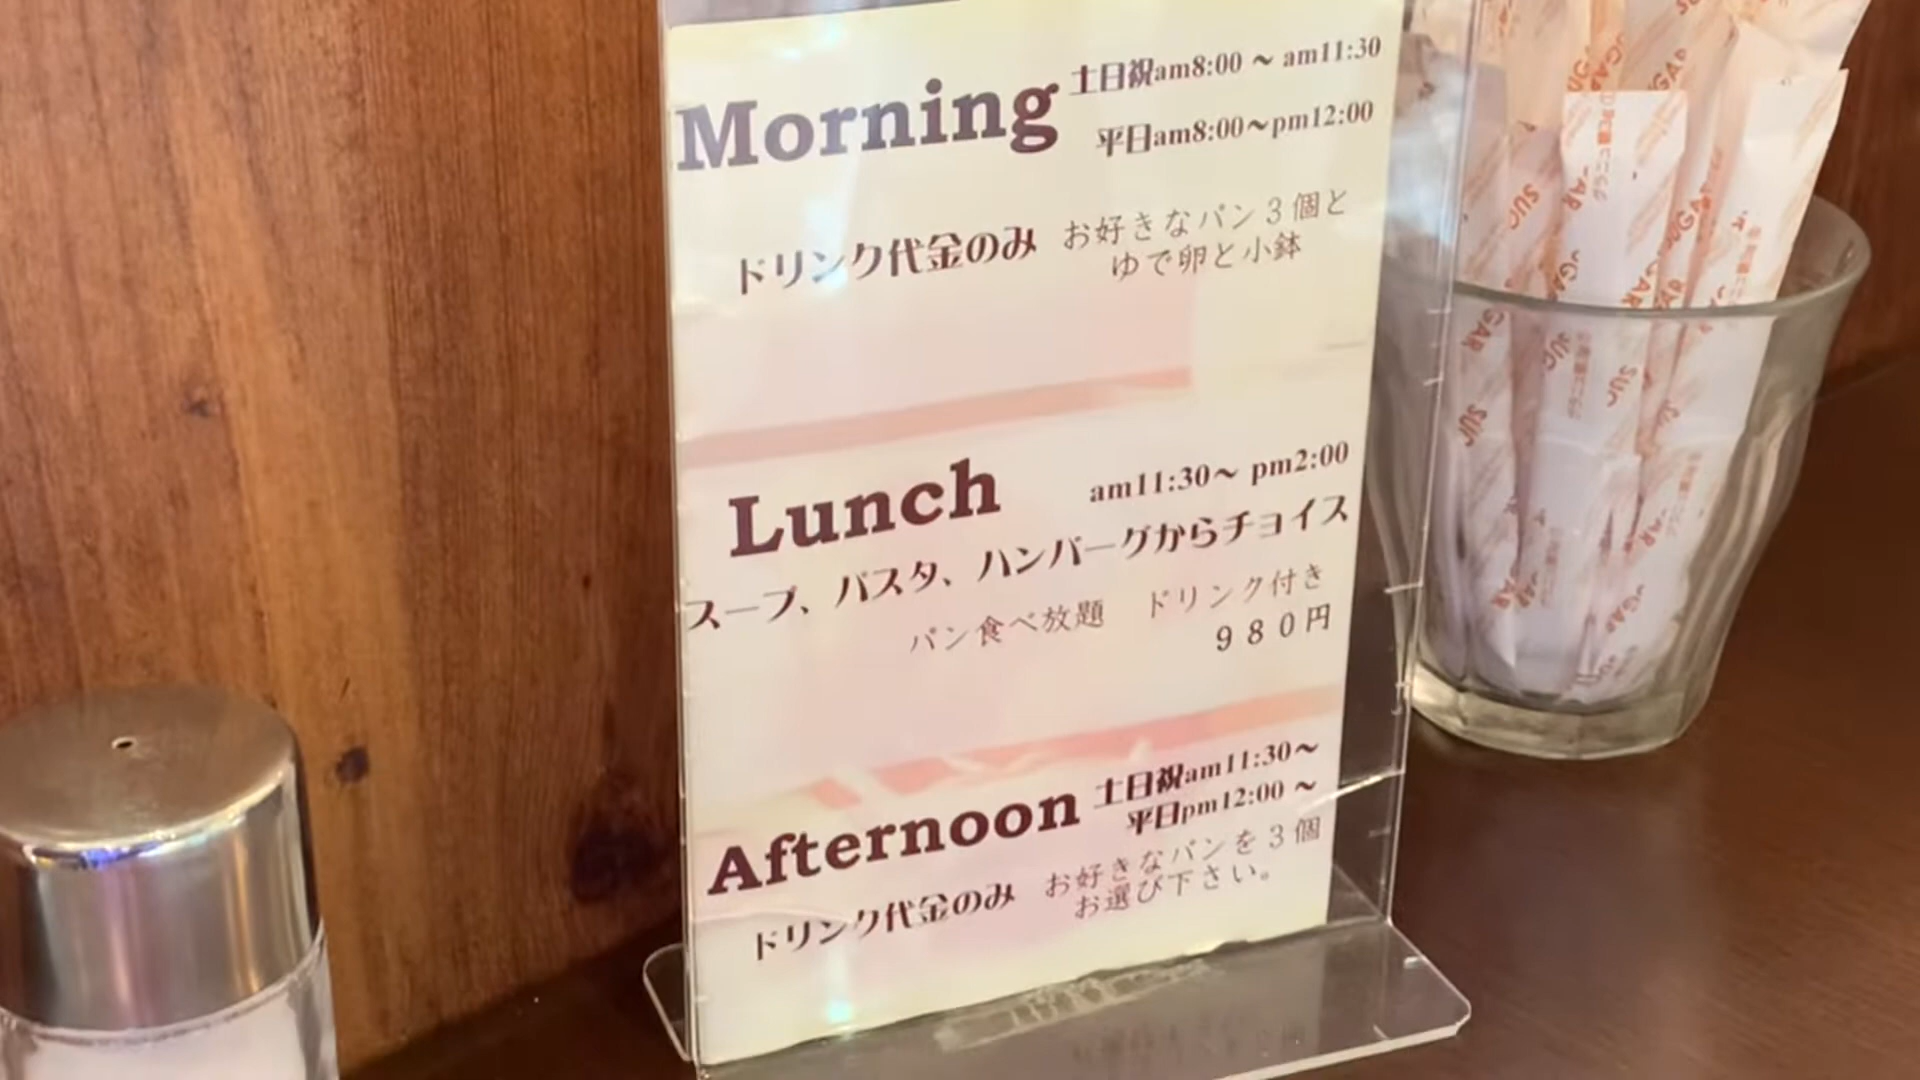 Morning 土日祝am8:00 ～ am11:30
平日am8:00～pm12:00
ドリンク代金のみ お好きなパン３個と
ゆで卵と小鉢
Lunch am11:30～ pm2:00
スープ、パスタ、ハンバーグからチョイス
パン食べ放題 ドリンク付き
９８０円
Afternoon 土日祝am11:30～
平日pm12:00 ～
ドリンク代金のみ お好きなパンを３個
お選び下さい。
SUGAR